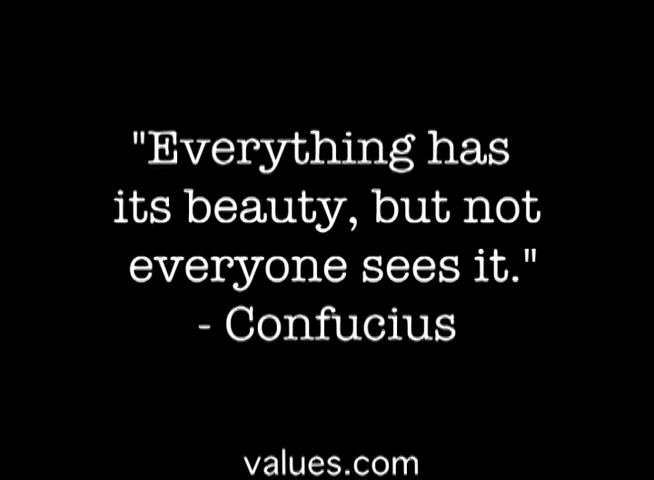 "Everything has
its beauty, but not
everyone sees it."
- Confucius
values.com